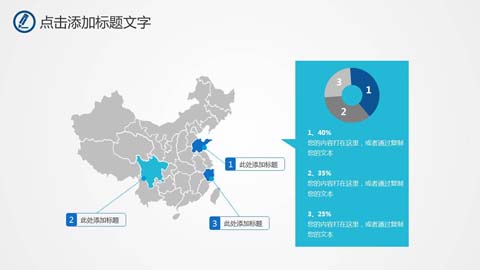 点击添加标题文字
1 此处添加标题
2 此处添加标题
3 此处添加标题
3
1
2
1、40%
您的内容打在这里，或者通过复制
您的文本
2、35%
您的内容打在这里，或者通过复制
您的文本
3、25%
您的内容打在这里，或者通过复制
您的文本